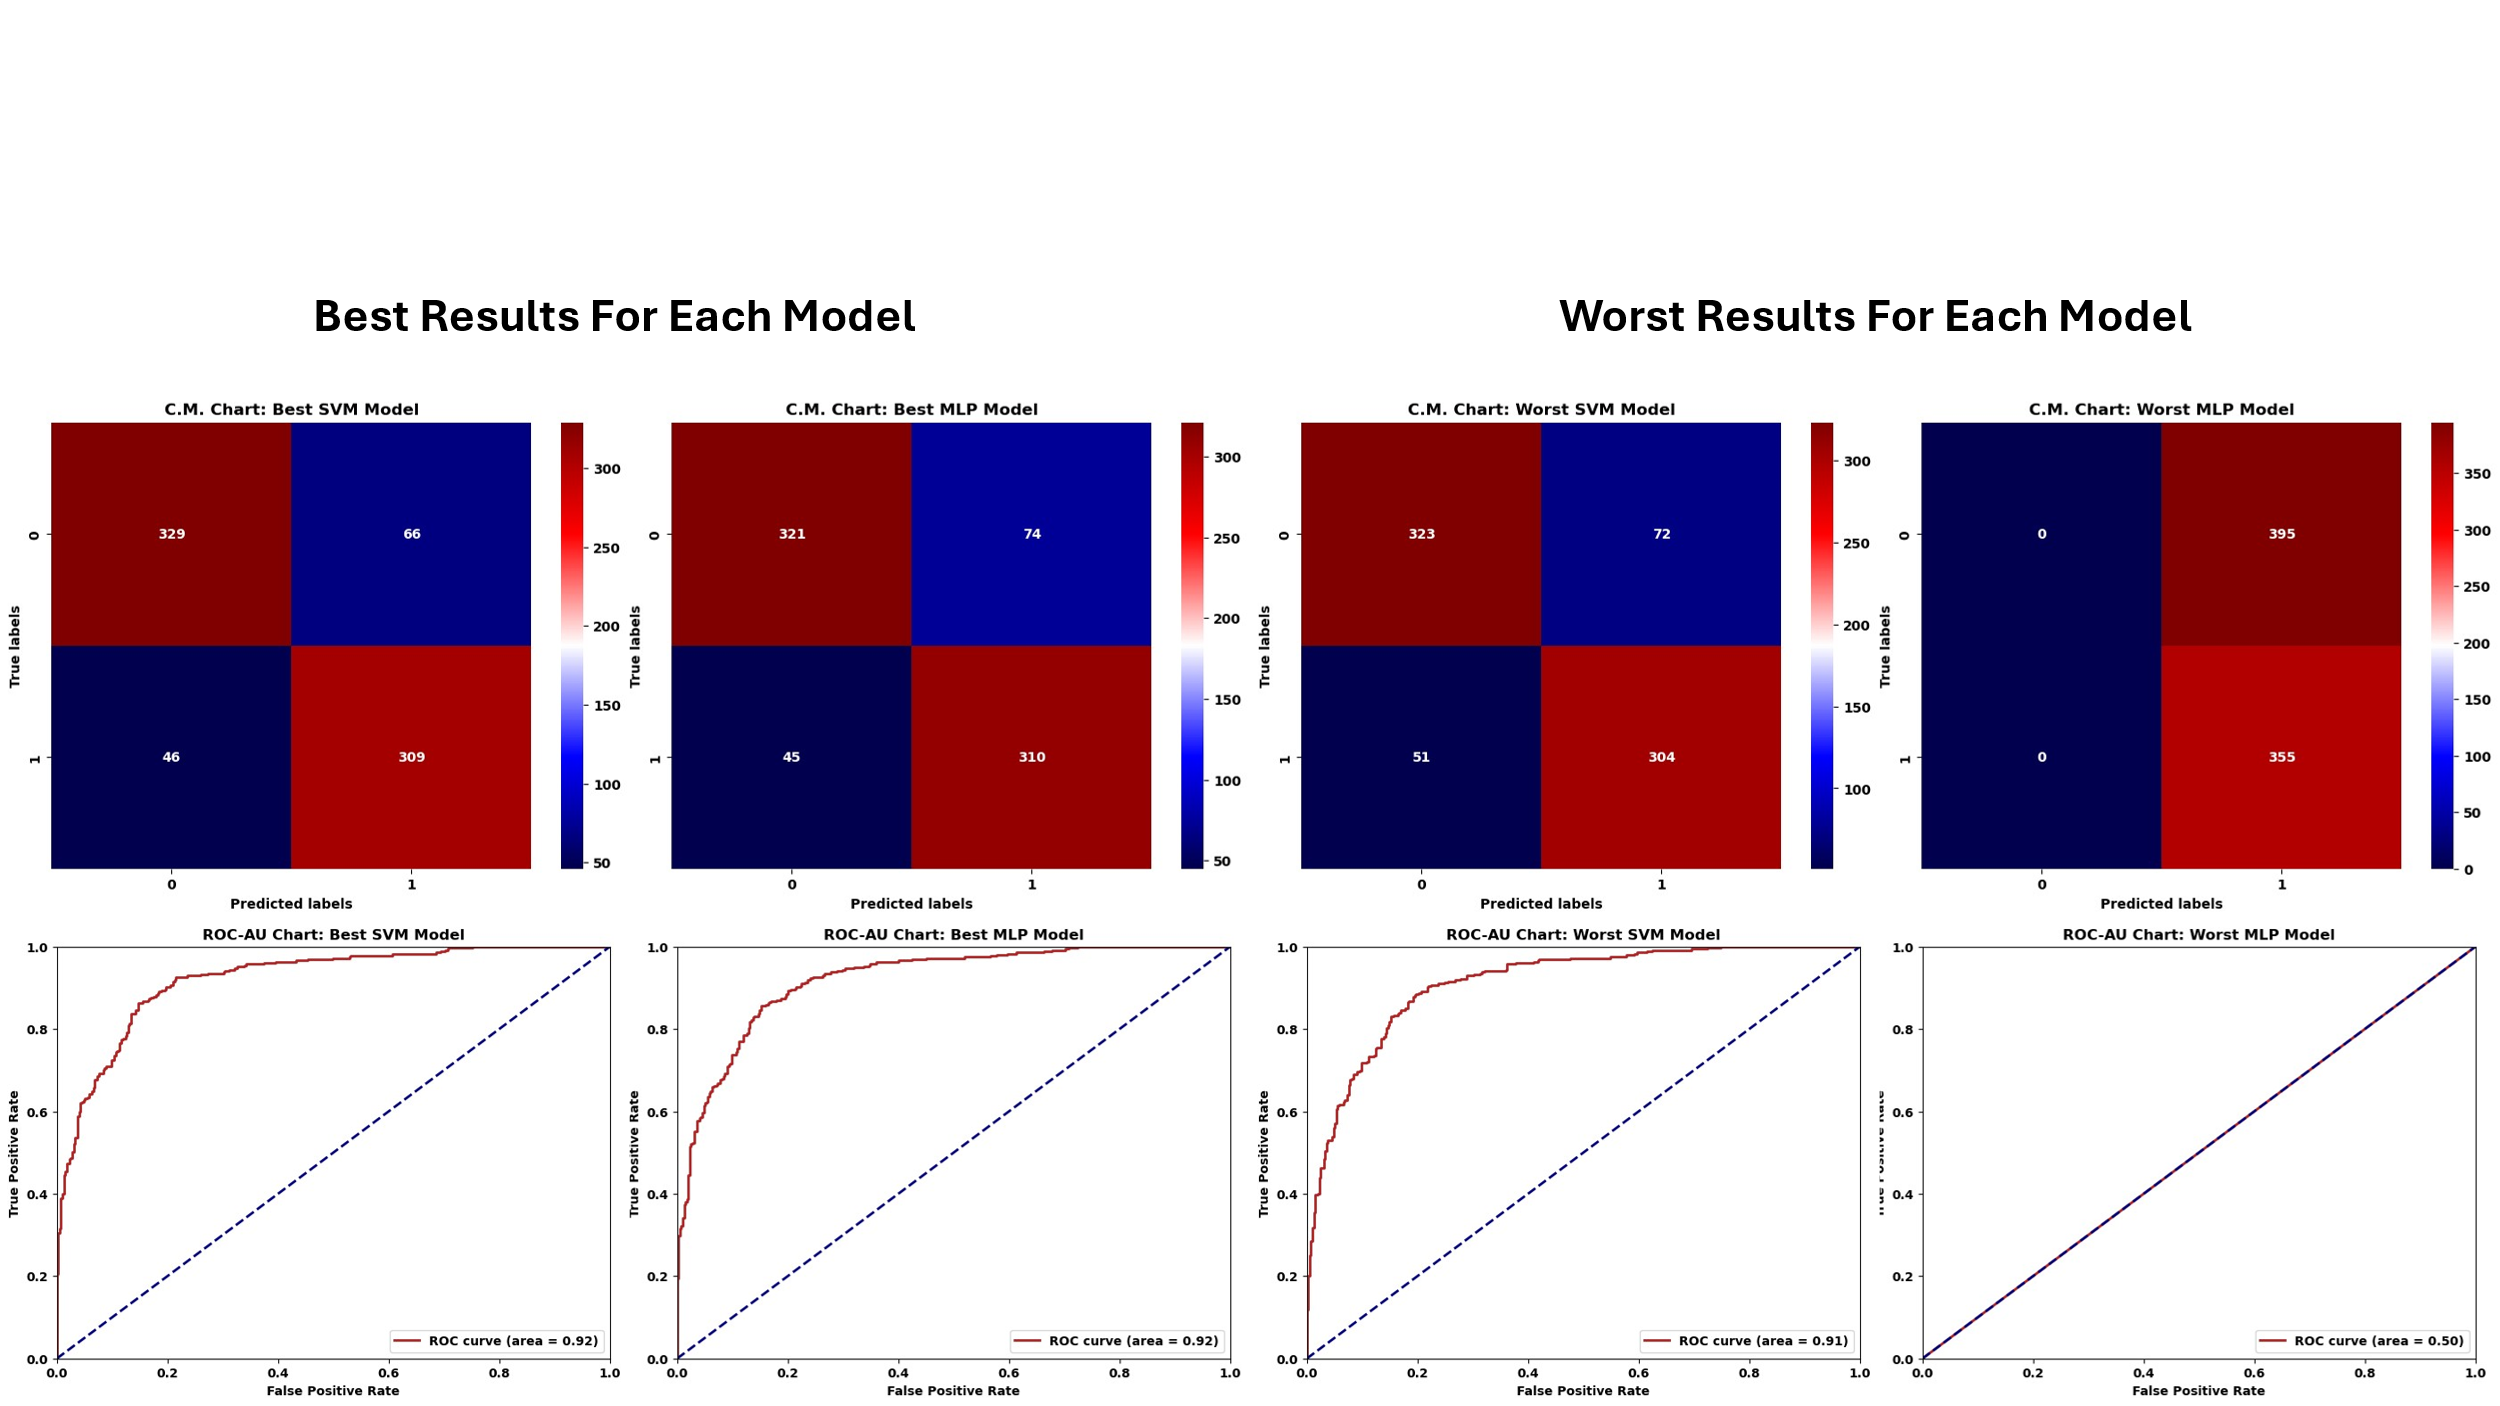 Best Results For Each Model
Worst Results For Each Model
C.M. Chart: Best SVM Model
329 66
46 309
0
1
True labels
0 1
Predicted labels
300
250
200
150
100
50
C.M. Chart: Best MLP Model
321 74
45 310
0
1
True labels
0 1
Predicted labels
300
250
200
150
100
50
C.M. Chart: Worst SVM Model
323 72
51 304
0
1
True labels
0 1
Predicted labels
300
250
200
150
100
C.M. Chart: Worst MLP Model
0 395
0 355
0
1
True labels
0 1
Predicted labels
350
300
250
200
150
100
50
0
ROC-AU Chart: Best SVM Model
1.0
0.8
0.6
0.4
0.2
0.0
True Positive Rate
ROC curve (area = 0.92)
0.0 0.2 0.4 0.6 0.8 1.0
False Positive Rate
ROC-AU Chart: Best MLP Model
1.0
0.8
0.6
0.4
0.2
0.0
True Positive Rate
ROC curve (area = 0.92)
0.0 0.2 0.4 0.6 0.8 1.0
False Positive Rate
ROC-AU Chart: Worst SVM Model
1.0
0.8
0.6
0.4
0.2
0.0
True Positive Rate
ROC curve (area = 0.91)
0.0 0.2 0.4 0.6 0.8 1.0
False Positive Rate
ROC-AU Chart: Worst MLP Model
1.0
0.8
0.6
0.4
0.2
0.0
True Positive Rate
ROC curve (area = 0.50)
0.0 0.2 0.4 0.6 0.8 1.0
False Positive Rate